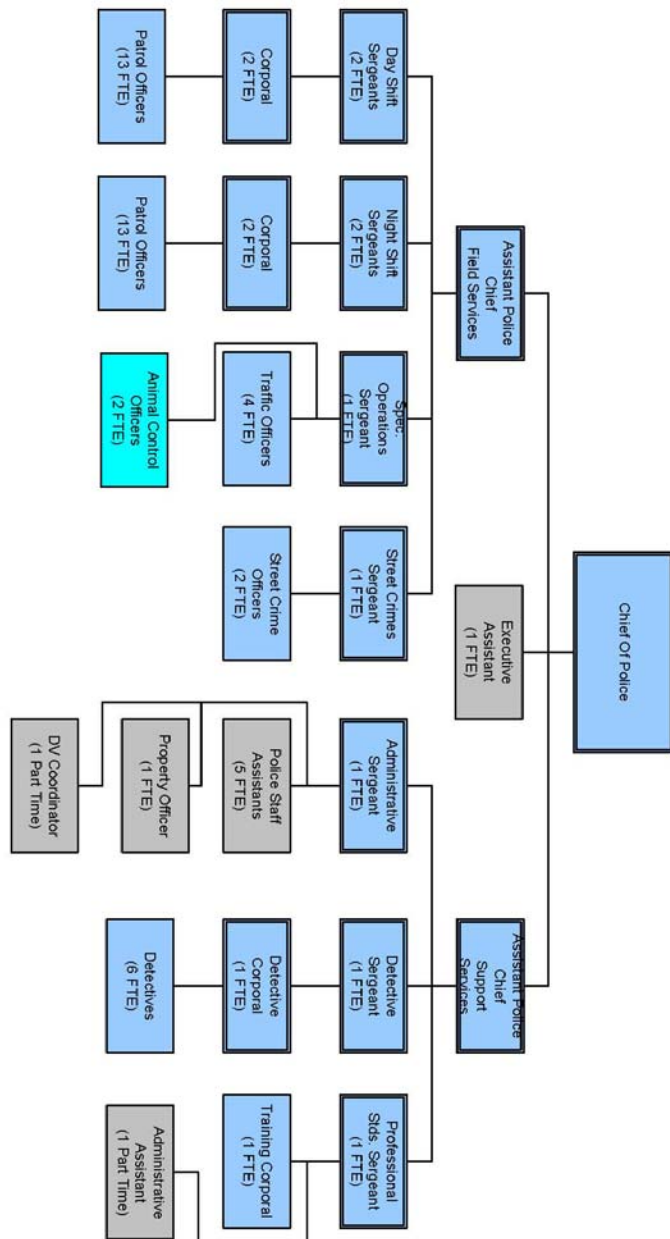 Chief Of Police
Executive
Assistant
(1 FTE)
Assistant Police
Chief
Field Services
Assistant Police
Chief
Support
Services
Day Shift
Sergeants
(2 FTE)
Night Shift
Sergeants
(2 FTE)
Spec.
Operations
Sergeant
(1 FTE)
Street Crimes
Sergeant
(1 FTE)
Administrative
Sergeant
(1 FTE)
Detective
Sergeant
(1 FTE)
Professional
Stds. Sergeant
(1 FTE)
Corporal
(2 FTE)
Corporal
(2 FTE)
Traffic Officers
(4 FTE)
Street Crime
Officers
(2 FTE)
Police Staff
Assistants
(5 FTE)
Detective
Corporal
(1 FTE)
Training Corporal
(1 FTE)
Patrol Officers
(13 FTE)
Patrol Officers
(13 FTE)
Animal Control
Officers
(2 FTE)
Property Officer
(1 FTE)
Detectives
(6 FTE)
Administrative
Assistant
(1 Part Time)
DV Coordinator
(1 Part Time)